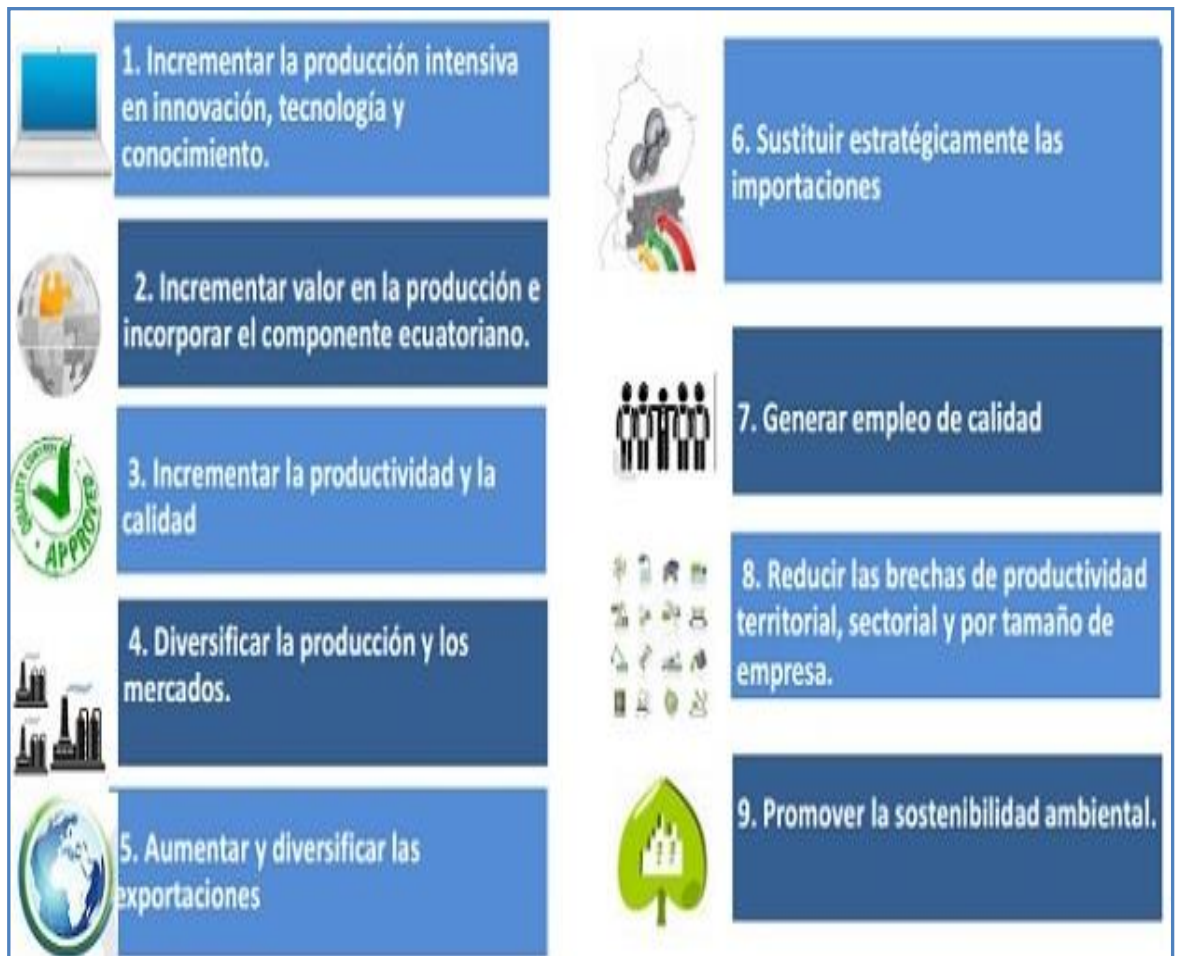 1. Incrementar la producción intensiva
en innovación, tecnología y
conocimiento.
2. Incrementar valor en la producción e
incorporar el componente ecuatoriano.
QUALITY CONTROL
APPROVED
3. Incrementar la productividad y la
calidad
4. Diversificar la producción y los
mercados.
5. Aumentar y diversificar las
exportaciones
6. Sustituir estratégicamente las
importaciones
7. Generar empleo de calidad
8. Reducir las brechas de productividad
territorial, sectorial y por tamaño de
empresa.
9. Promover la sostenibilidad ambiental.